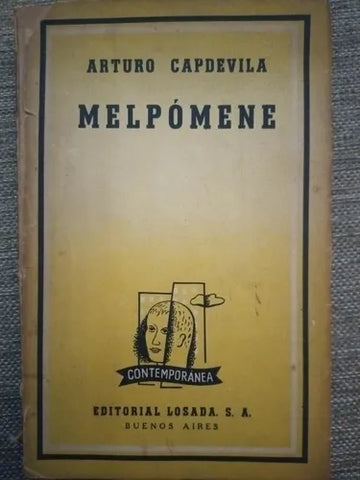 ARTURO CAPDEVILA
MELPÓMENE
CONTEMPORÁNEA
EDITORIAL LOSADA. S. A.
BUENOS AIRES